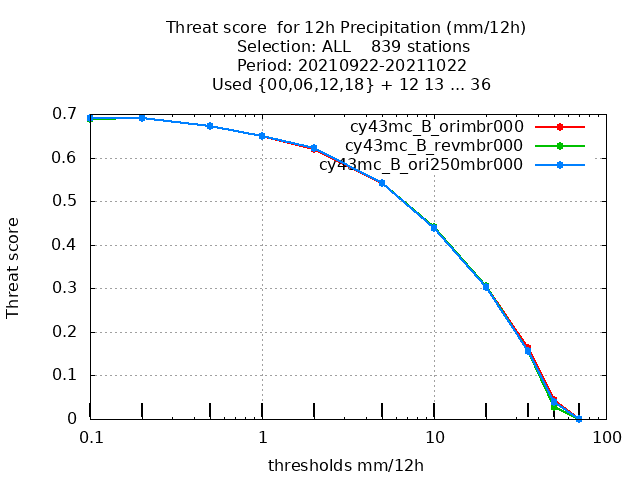 Threat score  for 12h Precipitation (mm/12h)
Selection: ALL    839 stations
Period: 20210922-20211022
Used {00,06,12,18} + 12 13 ... 36
cy43mc_B_orimbr000
cy43mc_B_revmbr000
cy43mc_B_ori250mbr000
Threat score
0.7
0.6
0.5
0.4
0.3
0.2
0.1
0
0.1
1
10
100
thresholds mm/12h